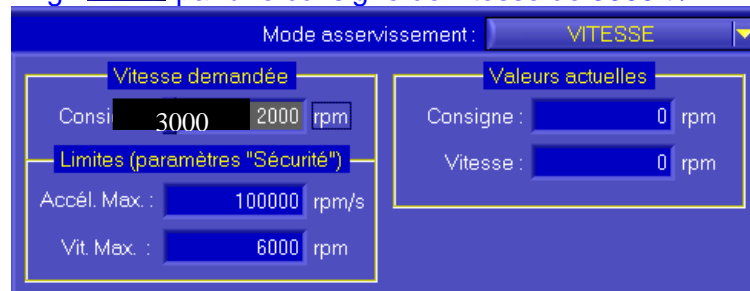 Mode asservissement : VITESSE
Vitesse demandée
Consi 3000 2000 rpm
Limites (paramètres "Sécurité")
Accél. Max. : 100000 rpm/s
Vit. Max. : 6000 rpm
Valeurs actuelles
Consigne : 0 rpm
Vitesse : 0 rpm